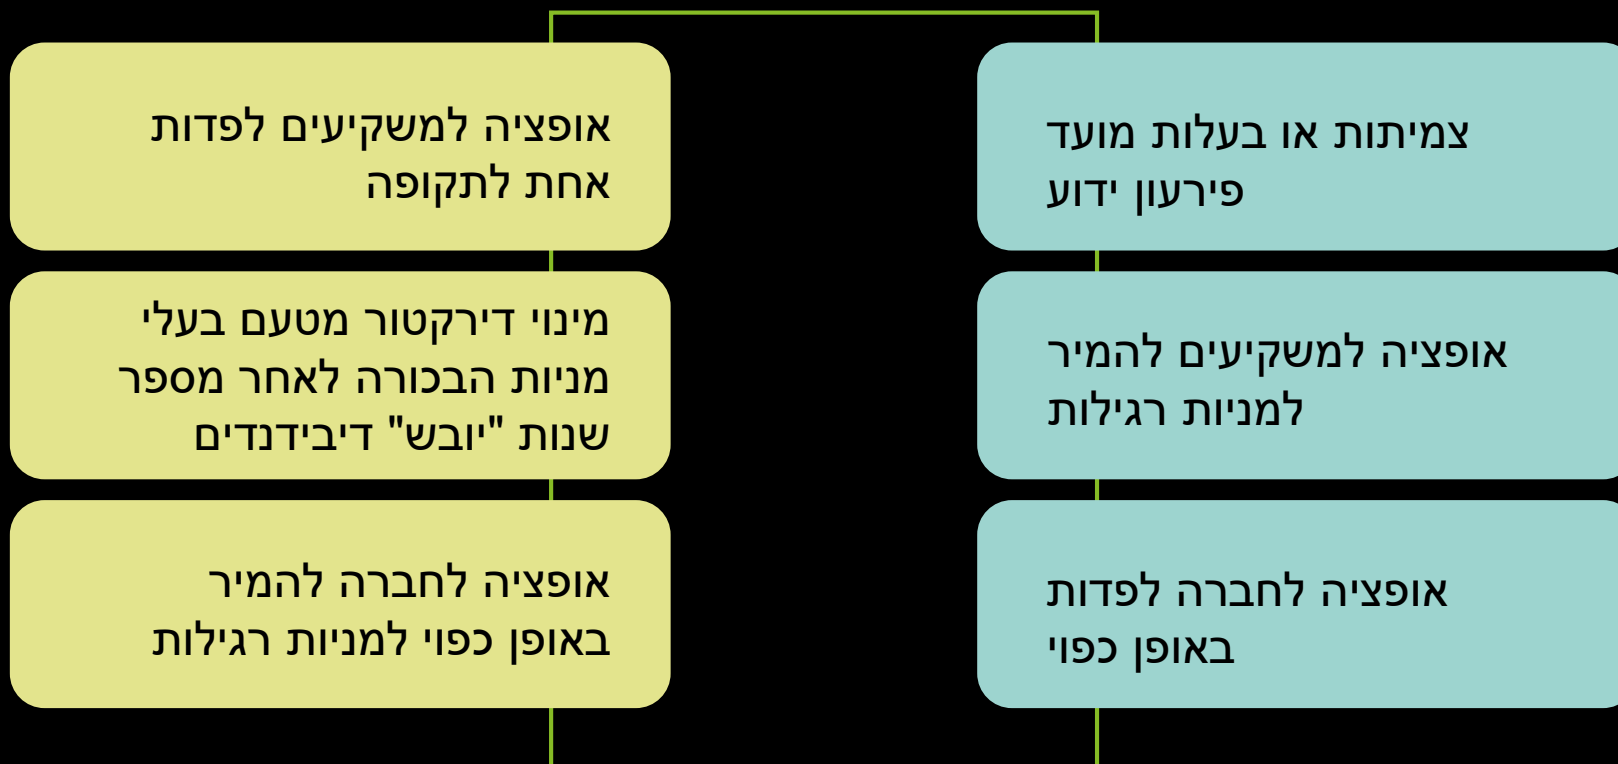 צמיתות או בעלות מועד
פירעון ידוע
אופציה למשקיעים להמיר
למניות רגילות
אופציה לחברה לפדות
באופן כפוי
אופציה למשקיעים לפדות
אחת לתקופה
מינוי דירקטור מטעם בעלי
מניות הבכורה לאחר מספר
שנות "יובש" דיבידנדים
אופציה לחברה להמיר
באופן כפוי למניות רגילות